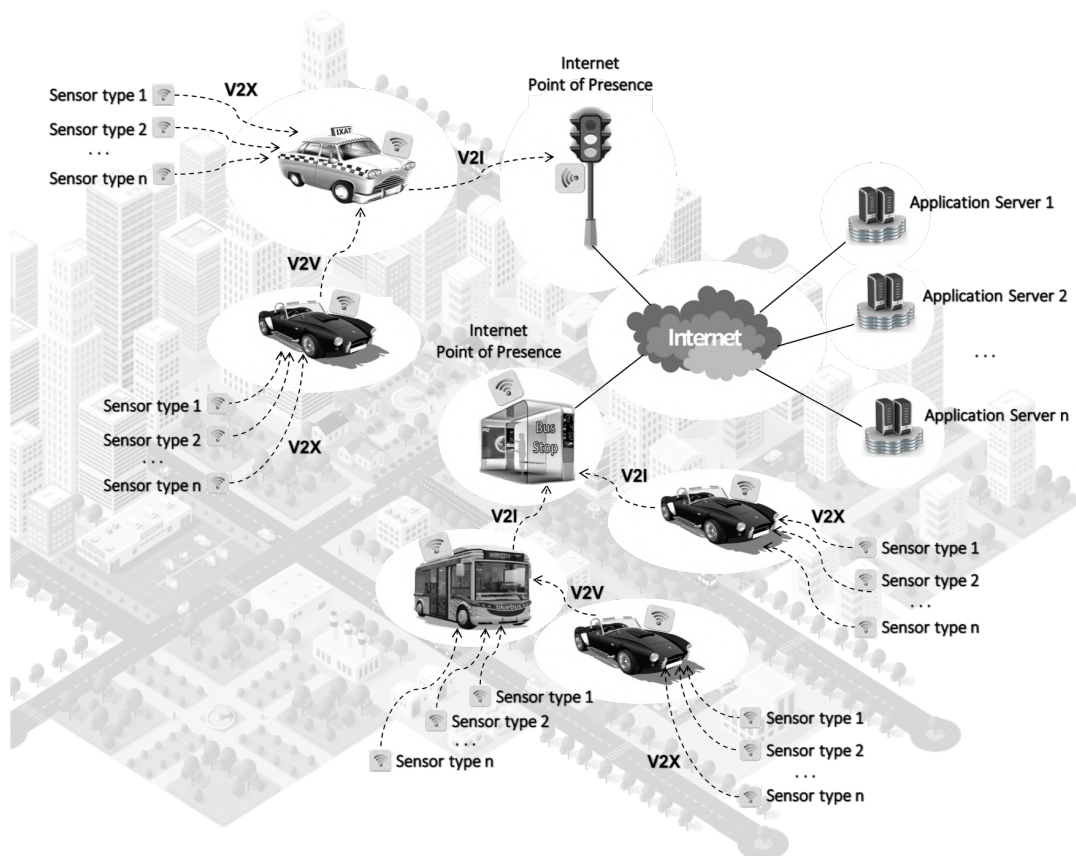 Internet
Point of Presence
V2X
Sensor type 1
Sensor type 2
...
Sensor type n
TAXI
V2I
Application Server 1
V2V
Application Server 2
Internet
Internet
Point of Presence
...
Sensor type 1
Sensor type 2
...
V2X
Sensor type n
Bus
Stop
Application Server n
V2I
V2X
V2I
Sensor type 1
Sensor type 2
...
Sensor type n
V2V
bluebus
Sensor type 1
Sensor type 2
...
Sensor type n
Sensor type 1
Sensor type 2
...
V2X
Sensor type n